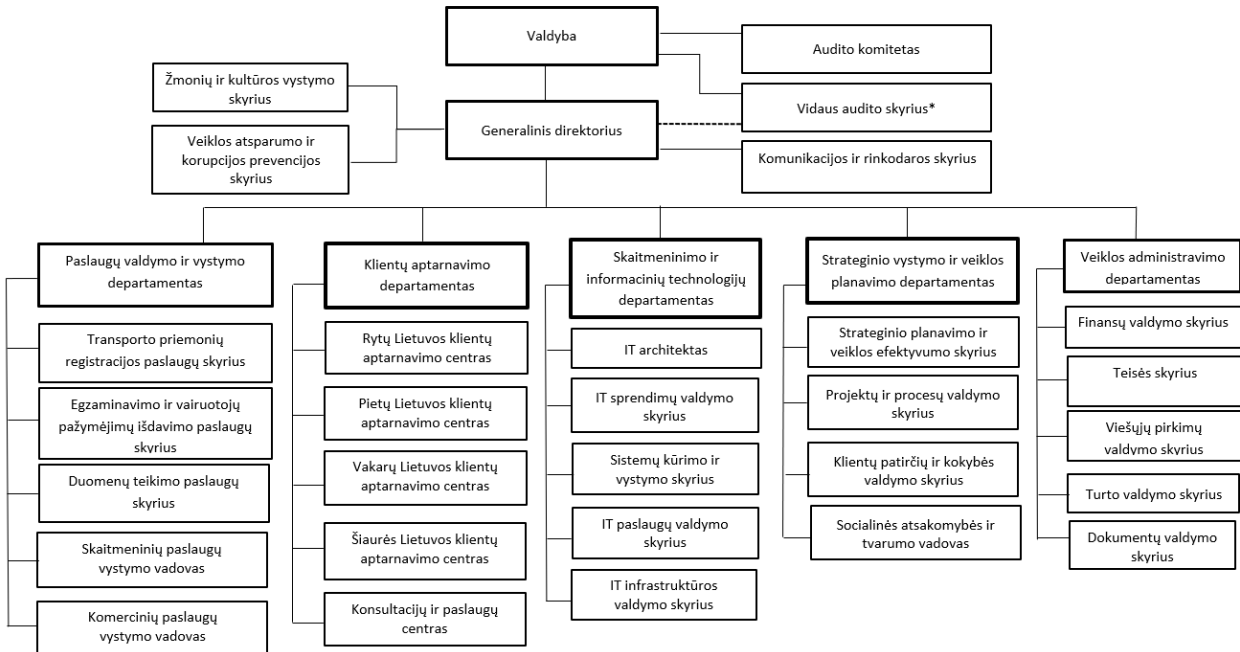 Valdyba
Audito komitetas
Žmonių ir kultūros vystymo
skyrius
Vidaus audito skyrius*
Generalinis direktorius
Veiklos atsparumo ir
korupcijos prevencijos
skyrius
Komunikacijos ir rinkodaros skyrius
Paslaugų valdymo ir vystymo
departamentas
Transporto priemonių
registracijos paslaugų skyrius
Egzaminavimo ir vairuotojų
pažymėjimų išdavimo paslaugų
skyrius
Duomenų teikimo paslaugų
skyrius
Skaitmeninių paslaugų
vystymo vadovas
Komercinių paslaugų
vystymo vadovas
Klientų aptarnavimo
departamentas
Rytų Lietuvos klientų
aptarnavimo centras
Pietų Lietuvos klientų
aptarnavimo centras
Vakarų Lietuvos klientų
aptarnavimo centras
Šiaurės Lietuvos klientų
aptarnavimo centras
Konsultacijų ir paslaugų
centras
Skaitmeninimo ir
informacinių technologijų
departamentas
IT architektas
IT sprendimų valdymo
skyrius
Sistemų kūrimo ir
vystymo skyrius
IT paslaugų valdymo
skyrius
IT infrastruktūros
valdymo skyrius
Strateginio vystymo ir veiklos
planavimo departamentas
Strateginio planavimo ir
veiklos efektyvumo skyrius
Projektų ir procesų valdymo
skyrius
Klientų patirčių ir kokybės
valdymo skyrius
Socialinės atsakomybės ir
tvarumo vadovas
Veiklos administravimo
departamentas
Finansų valdymo skyrius
Teisės skyrius
Viešųjų pirkimų
valdymo skyrius
Turto valdymo skyrius
Dokumentų valdymo
skyrius